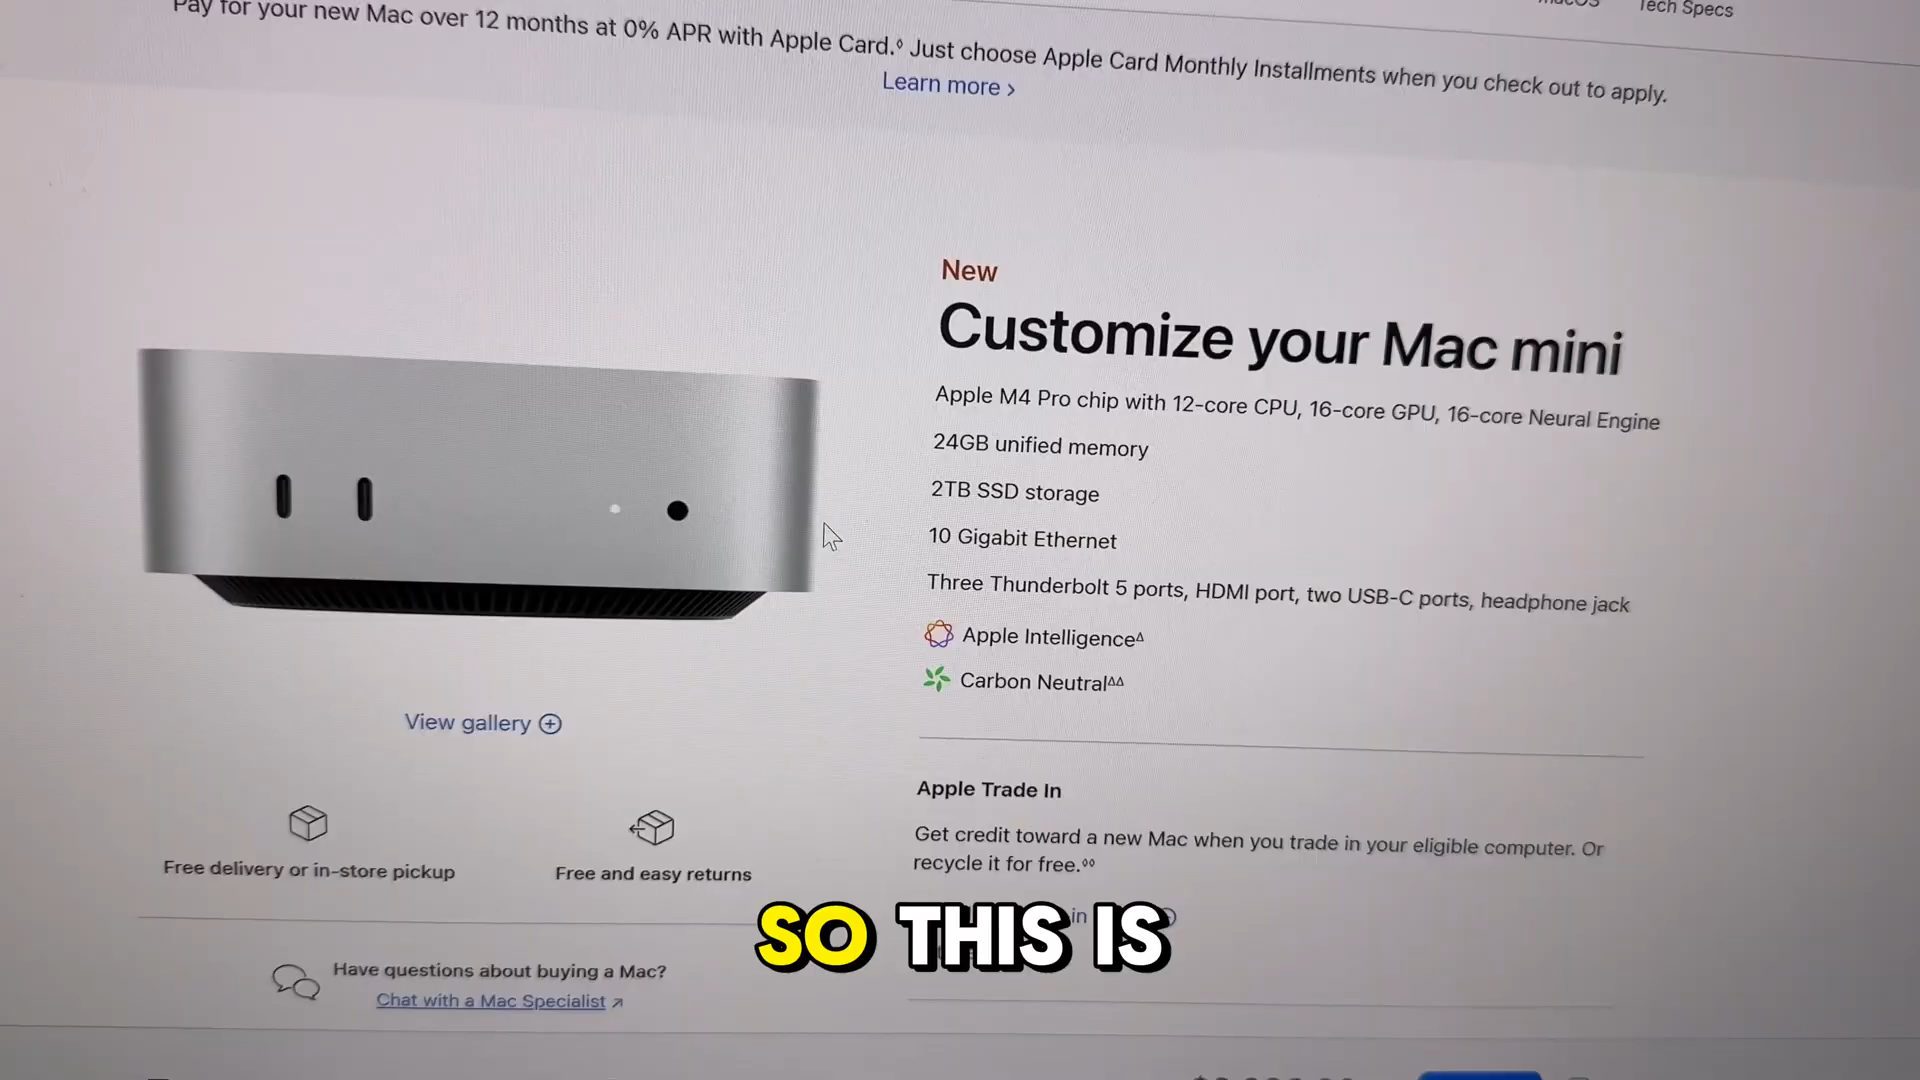 macOS
Tech Specs
Pay for your new Mac over 12 months at 0% APR with Apple Card.◊ Just choose Apple Card Monthly Installments when you check out to apply.
Learn more >
New
Customize your Mac mini
Apple M4 Pro chip with 12-core CPU, 16-core GPU, 16-core Neural Engine
24GB unified memory
2TB SSD storage
10 Gigabit Ethernet
Three Thunderbolt 5 ports, HDMI port, two USB-C ports, headphone jack
Apple Intelligence∆
Carbon Neutral∆∆
View gallery
Free delivery or in-store pickup
Free and easy returns
Apple Trade In
Get credit toward a new Mac when you trade in your eligible computer. Or
recycle it for free.◊◊
in
SO THIS IS
Have questions about buying a Mac?
Chat with a Mac Specialist ↗